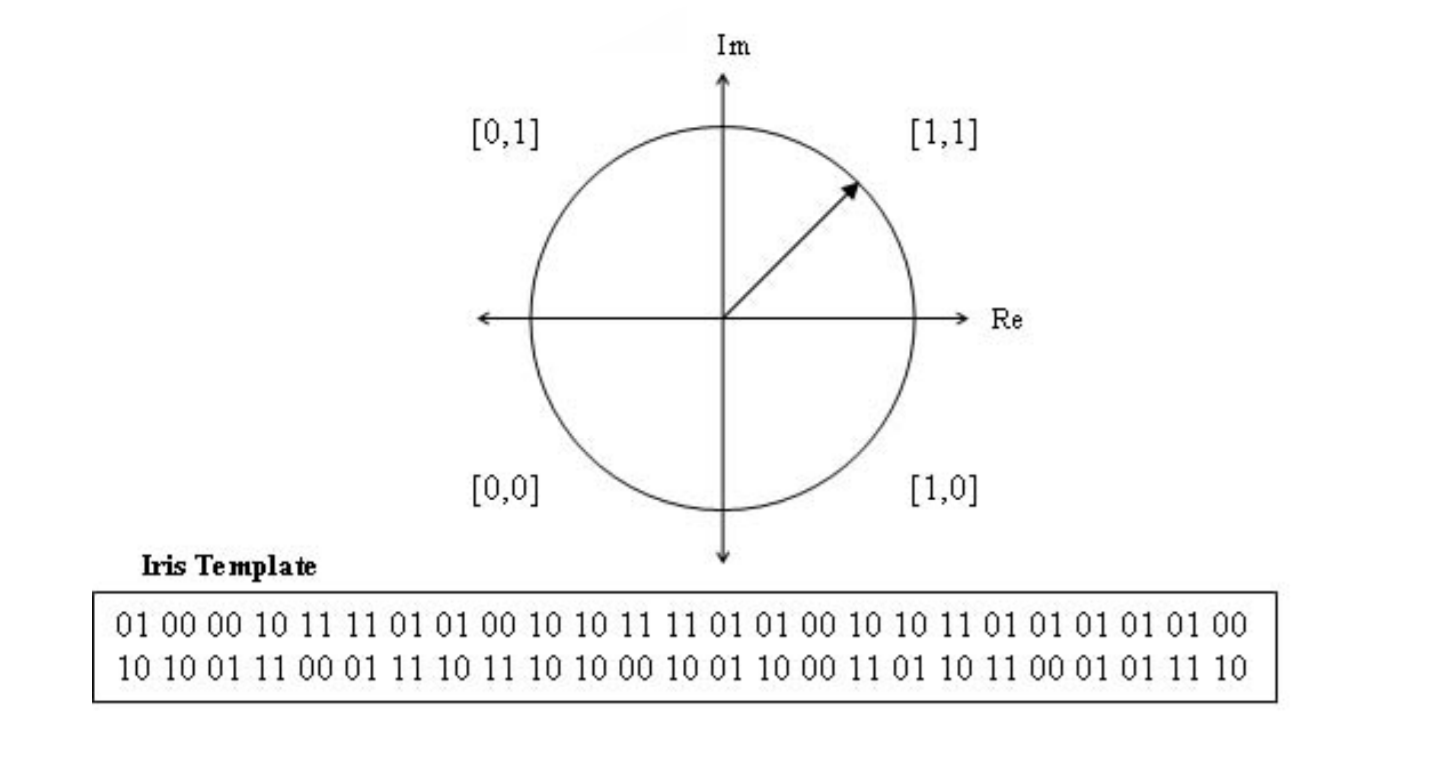 Im
[0,1] [1,1]
Re
[0,0] [1,0]
Iris Template
01 00 00 10 11 11 01 01 00 10 10 11 11 01 01 00 10 10 11 01 01 01 01 01 00
10 10 01 11 00 01 11 10 11 10 10 00 10 01 10 00 11 01 10 11 00 01 01 11 10